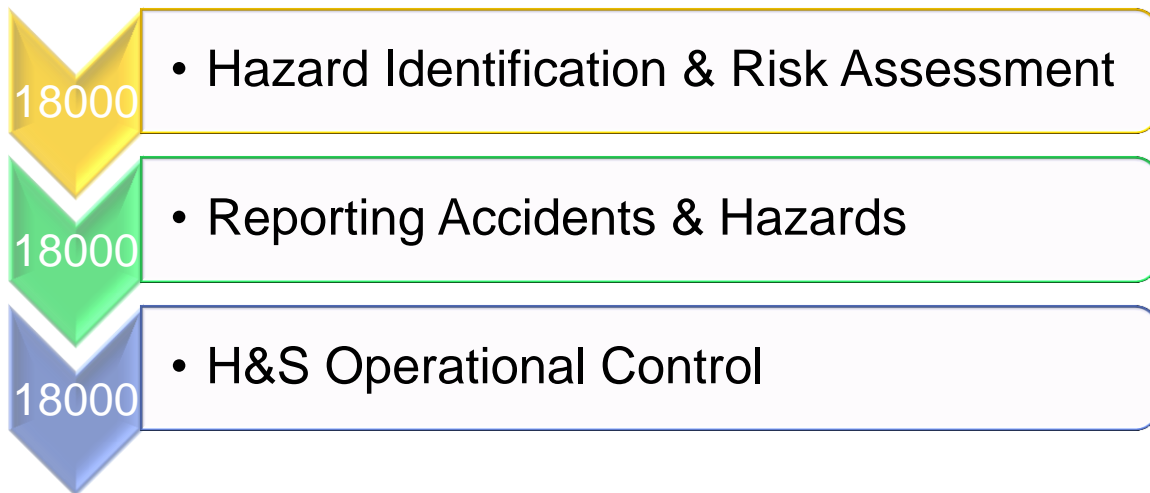 18000
• Hazard Identification & Risk Assessment
18000
• Reporting Accidents & Hazards
18000
• H&S Operational Control